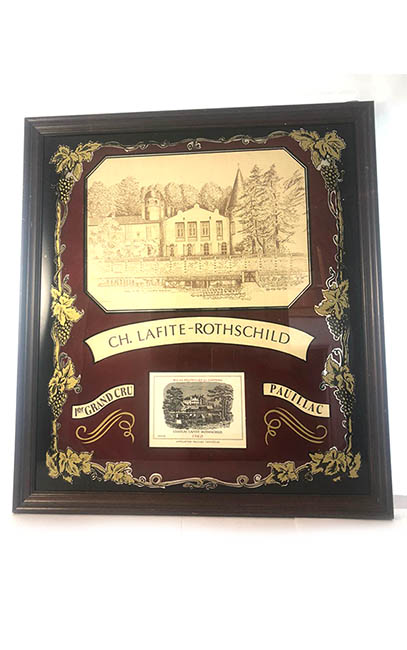 CH. LAFITE-ROTHSCHILD
1er GRAND CRU
PAUILLAC
CHATEAU LAFITE ROTHSCHILD